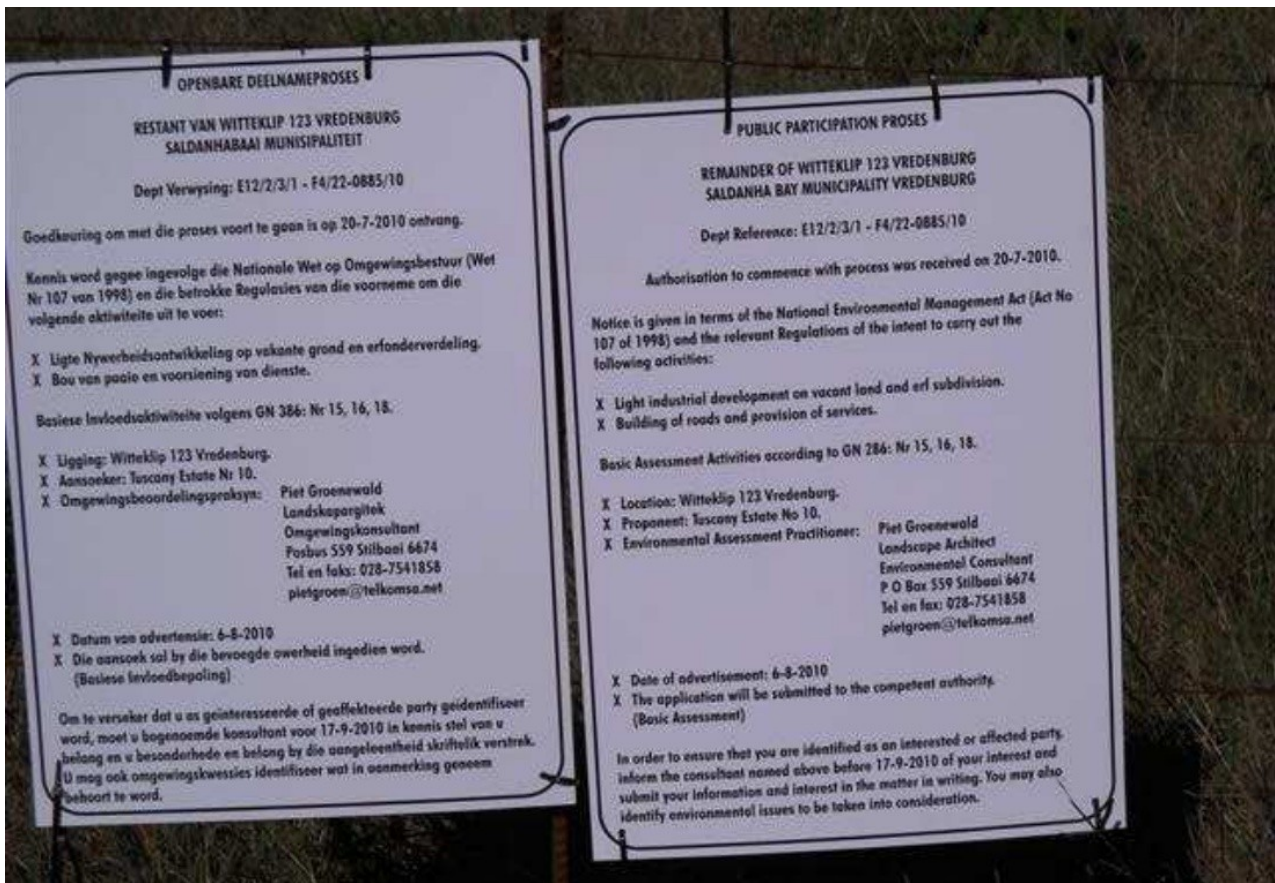 OPENBARE DEELNAMEPROSES
RESTANT VAN WITTEKLIP 123 VREDENBURG
SALDANHABAAI MUNISIPALITEIT
Dept Verwysing: E12/2/3/1 - F4/22-0885/10
Goedkeuring om met die proses voort te gaan is op 20-7-2010 ontvang.
Kennis word gegee ingevolge die Nationale Wet op Omgewingsbestuur (Wet
Nr 107 van 1998) en die betrokke Regulasies van die voorneme om die
volgende aktiwiteite uit te voer:
X Ligte Nywerheidsontwikkeling op vakante grond en erfonderverdeling.
X Bou van paaie en voorsiening van dienste.
Basiese Invloedsaktiwiteite volgens GN 386: Nr 15, 16, 18.
X Ligging: Witteklip 123 Vredenburg.
X Aansoeker: Tuscany Estate Nr 10.
X Omgewingsbeoordelingspraksyn: Piet Groenewald
Landskapargitek
Omgewingskonsultant
Posbus 559 Stilbaai 6674
Tel en faks: 028-7541858
pietgroen@telkomsa.net
X Datum van advertensie: 6-8-2010
X Die aansoek sal by die bevoegde owerheid ingedien word.
(Basiese Invloedbepaling)
Om te verseker dat u as geinteresseerde of geaffekteerde party geidentifiseer
word, moet u bogenoemde konsultant voor 17-9-2010 in kennis stel van u
belang en u besonderhede en belang by die aangeleentheid skriftelik verstrek.
U mag ook omgewingskwessies identifiseer wat in aanmerking geneem
behoort te word.
PUBLIC PARTICIPATION PROSES
REMAINDER OF WITTEKLIP 123 VREDENBURG
SALDANHA BAY MUNICIPALITY VREDENBURG
Dept Reference: E12/2/3/1 - F4/22-0885/10
Authorisation to commence with process was received on 20-7-2010.
Notice is given in terms of the National Environmental Management Act (Act No
107 of 1998) and the relevant Regulations of the intent to carry out the
following activities:
X Light industrial development on vacant land and erf subdivision.
X Building of roads and provision of services.
Basic Assessment Activities according to GN 286: Nr 15, 16, 18.
X Location: Witteklip 123 Vredenburg.
X Proponent: Tuscany Estate No 10.
X Environmental Assessment Practitioner: Piet Groenewald
Landscape Architect
Environmental Consultant
P O Box 559 Stilbaai 6674
Tel en fax: 028-7541858
pietgroen@telkomsa.net
X Date of advertisement: 6-8-2010
X The application will be submitted to the competent authority.
(Basic Assessment)
In order to ensure that you are identified as an interested or affected party,
inform the consultant named above before 17-9-2010 of your interest and
submit your information and interest in the matter in writing. You may also
identify environmental issues to be taken into consideration.